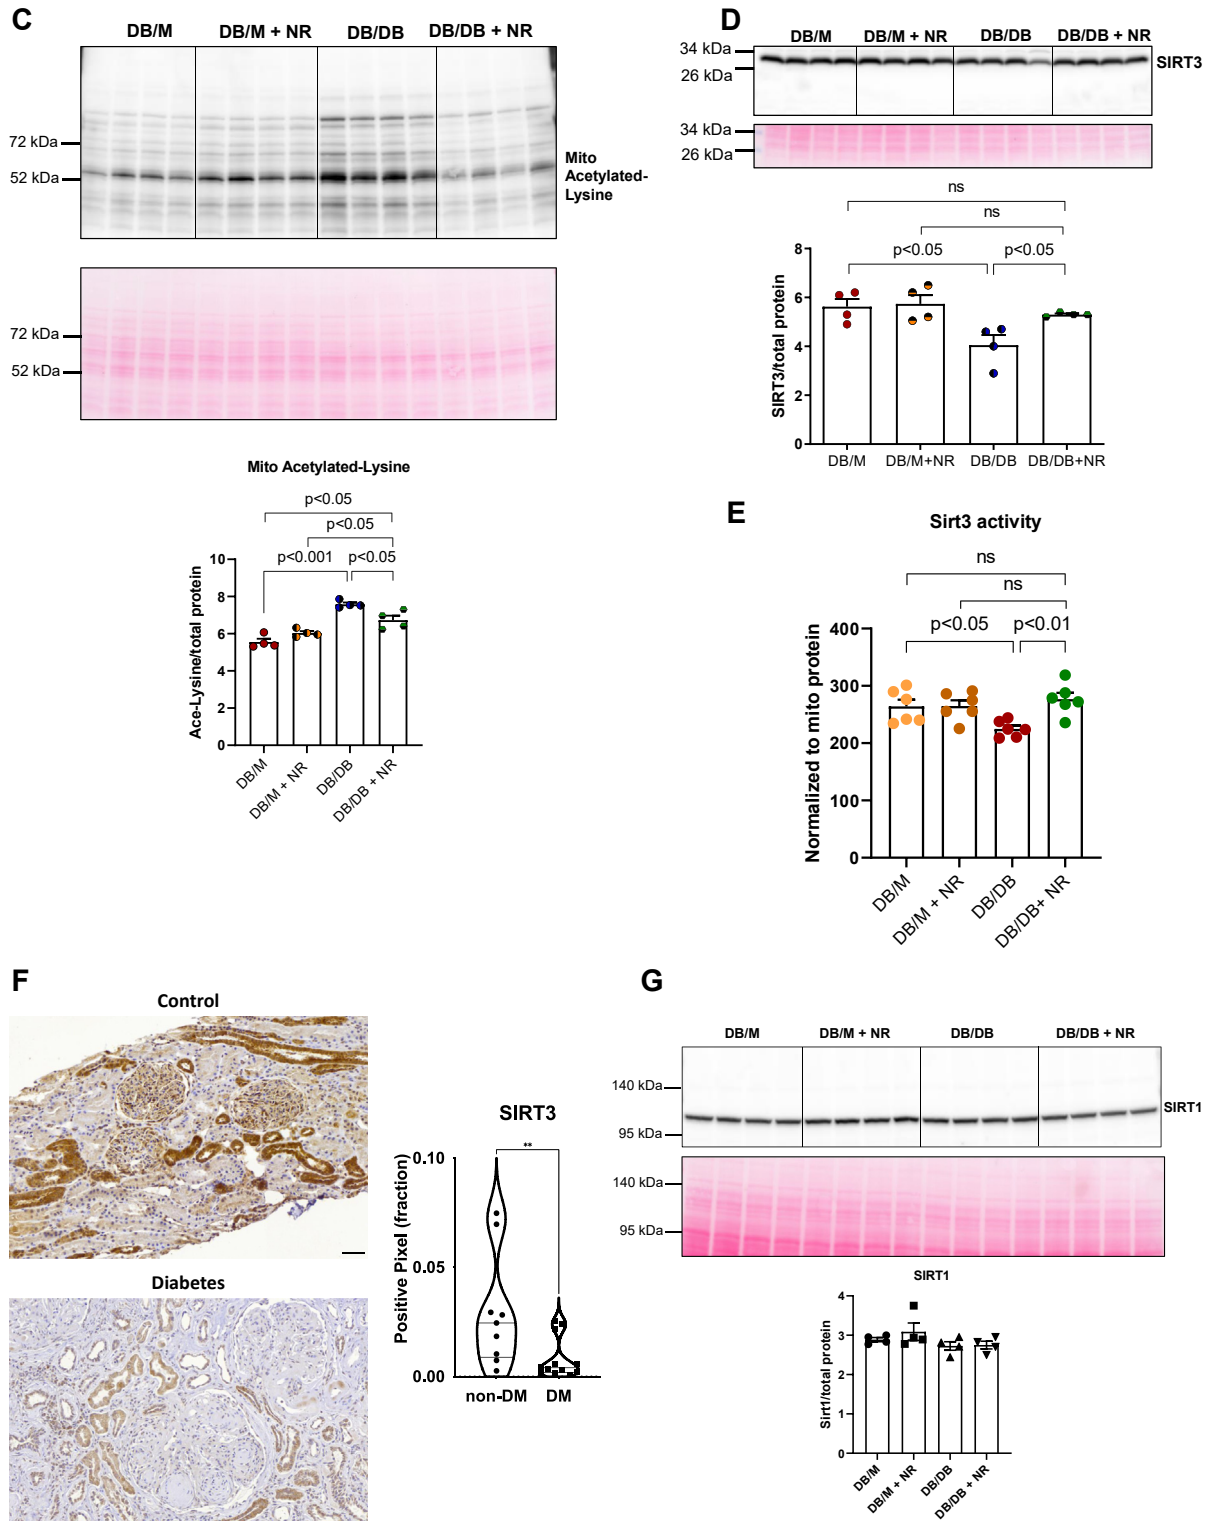 C
DB/M DB/M + NR DB/DB DB/DB + NR
72 kDa
52 kDa
Mito
Acetylated-
Lysine
72 kDa
52 kDa
Mito Acetylated-Lysine
p<0.05
p<0.05
p<0.001 p<0.05
Ace-Lysine/total protein
10
8
6
4
2
0
DB/M
DB/M + NR
DB/DB
DB/DB + NR
D
DB/M DB/M + NR DB/DB DB/DB + NR
34 kDa
26 kDa
SIRT3
34 kDa
26 kDa
ns
ns
p<0.05 p<0.05
SIRT3/total protein
8
6
4
2
0
DB/M DB/M+NR DB/DB DB/DB+NR
E
Sirt3 activity
ns
ns
p<0.05 p<0.01
Normalized to mito protein
400
300
200
100
0
DB/M
DB/M + NR
DB/DB
DB/DB+ NR
F
Control
Diabetes
SIRT3
**
Positive Pixel (fraction)
0.10
0.05
0.00
non-DM DM
G
DB/M DB/M + NR DB/DB DB/DB + NR
140 kDa
95 kDa
SIRT1
140 kDa
95 kDa
SIRT1
Sirt1/total protein
4
3
2
1
0
DB/M
DB/M + NR
DB/DB
DB/DB + NR